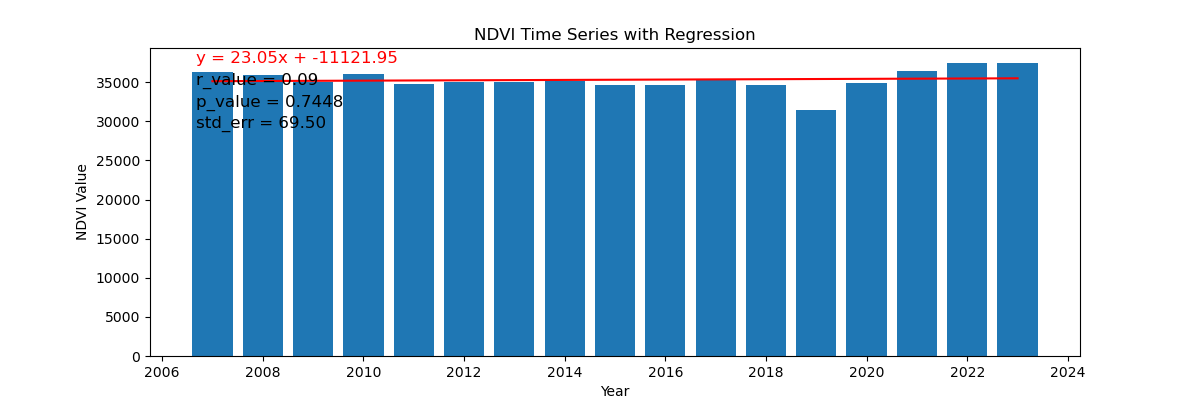 NDVI Time Series with Regression
y = 23.05x + -11121.95
r_value = 0.09
p_value = 0.7448
std_err = 69.50
NDVI Value
35000
30000
25000
20000
15000
10000
5000
0
2006 2008 2010 2012 2014 2016 2018 2020 2022 2024
Year